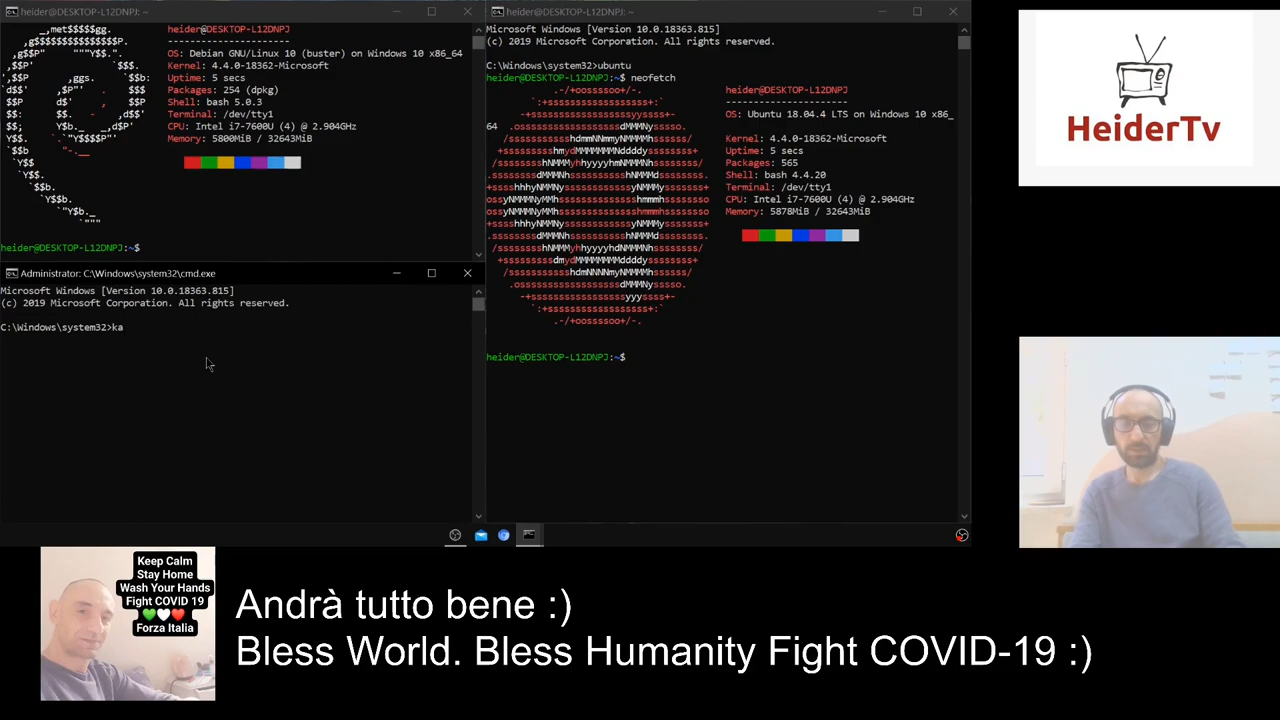 heider@DESKTOP-L12DNPJ: ~
heider@DESKTOP-L12DNPJ
----------------------
OS: Debian GNU/Linux 10 (buster) on Windows 10 x86_64
Kernel: 4.4.0-18362-Microsoft
Uptime: 5 secs
Packages: 254 (dpkg)
Shell: bash 5.0.3
Terminal: /dev/tty1
CPU: Intel i7-7600U (4) @ 2.904GHz
Memory: 5800MiB / 32643MiB
heider@DESKTOP-L12DNPJ:~$
Administrator: C:\Windows\system32\cmd.exe
Microsoft Windows [Version 10.0.18363.815]
(c) 2019 Microsoft Corporation. All rights reserved.
C:\Windows\system32>ka
heider@DESKTOP-L12DNPJ: ~
Microsoft Windows [Version 10.0.18363.815]
(c) 2019 Microsoft Corporation. All rights reserved.
C:\Windows\system32>ubuntu
heider@DESKTOP-L12DNPJ:~$ neofetch
heider@DESKTOP-L12DNPJ
----------------------
OS: Ubuntu 18.04.4 LTS on Windows 10 x86_
64
Kernel: 4.4.0-18362-Microsoft
Uptime: 5 secs
Packages: 565
Shell: bash 4.4.20
Terminal: /dev/tty1
CPU: Intel i7-7600U (4) @ 2.904GHz
Memory: 5878MiB / 32643MiB
heider@DESKTOP-L12DNPJ:~$
HeiderTv
Keep Calm
Stay Home
Wash Your Hands
Fight COVID 19
💚🤍❤️
Forza Italia
Andrà tutto bene :)
Bless World. Bless Humanity Fight COVID-19 :)